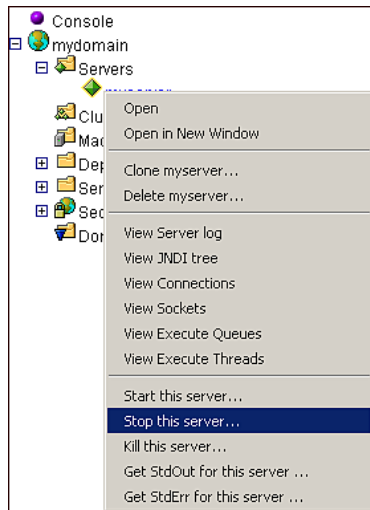 Console
mydomain
Servers
Clu
Mac
Dep
Ser
Sec
Dor
Open
Open in New Window
Clone myserver...
Delete myserver...
View Server log
View JNDI tree
View Connections
View Sockets
View Execute Queues
View Execute Threads
Start this server...
Stop this server...
Kill this server...
Get StdOut for this server ...
Get StdErr for this server ...